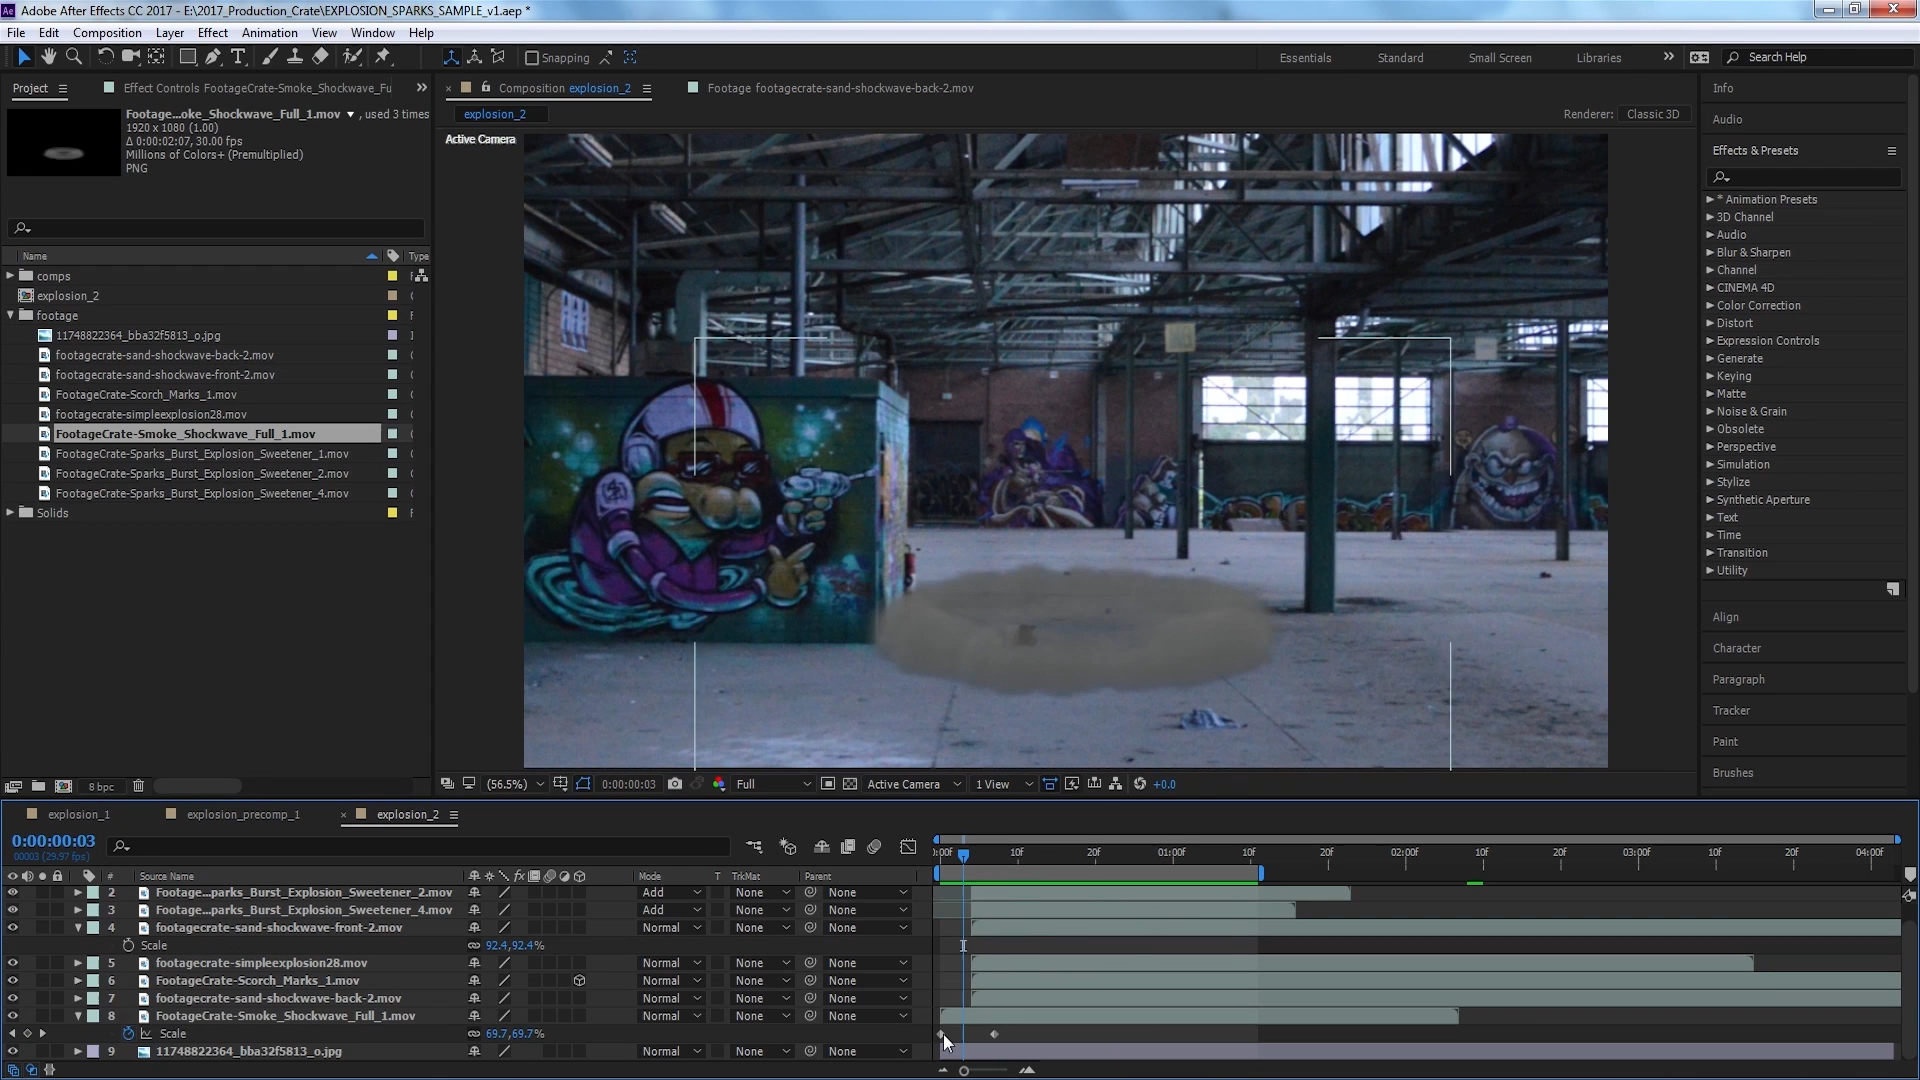 Adobe After Effects CC 2017 - E:\2017_Production_Crate\EXPLOSION_SPARKS_SAMPLE_v1.aep *
File Edit Composition Layer Effect Animation View Window Help
Snapping Essentials Standard Small Screen Libraries Search Help
Project Effect Controls FootageCrate-Smoke_Shockwave_Fu Composition explosion_2 Footage footagecrate-sand-shockwave-back-2.mov
Footage...oke_Shockwave_Full_1.mov , used 3 times
1920 x 1080 (1.00)
Δ 0:00:02:07, 30.00 fps
Millions of Colors+ (Premultiplied)
PNG
explosion_2 Renderer: Classic 3D
Active Camera
Name Type
comps
explosion_2
footage
11748822364_bba32f5813_o.jpg
footagecrate-sand-shockwave-back-2.mov
footagecrate-sand-shockwave-front-2.mov
FootageCrate-Scorch_Marks_1.mov
footagecrate-simpleexplosion28.mov
FootageCrate-Smoke_Shockwave_Full_1.mov
FootageCrate-Sparks_Burst_Explosion_Sweetener_1.mov
FootageCrate-Sparks_Burst_Explosion_Sweetener_2.mov
FootageCrate-Sparks_Burst_Explosion_Sweetener_4.mov
Solids
8 bpc
(56.5%) 0:00:00:03 Full Active Camera 1 View +0.0
Info
Audio
Effects & Presets
* Animation Presets
3D Channel
Audio
Blur & Sharpen
Channel
CINEMA 4D
Color Correction
Distort
Expression Controls
Generate
Keying
Matte
Noise & Grain
Obsolete
Perspective
Simulation
Stylize
Synthetic Aperture
Text
Time
Transition
Utility
Align
Character
Paragraph
Tracker
Paint
Brushes
explosion_1 explosion_precomp_1 explosion_2
0:00:00:03
00003 (29.97 fps)
:00f 10f 20f 01:00f 10f 20f 02:00f 10f 20f 03:00f 10f 20f 04:00f
# Source Name fx Mode T TrkMat Parent
2 Footage...parks_Burst_Explosion_Sweetener_2.mov Add None None
3 Footage...parks_Burst_Explosion_Sweetener_4.mov Add None None
4 footagecrate-sand-shockwave-front-2.mov Normal None None
Scale 92.4,92.4%
5 footagecrate-simpleexplosion28.mov Normal None None
6 FootageCrate-Scorch_Marks_1.mov Normal None None
7 footagecrate-sand-shockwave-back-2.mov Normal None None
8 FootageCrate-Smoke_Shockwave_Full_1.mov Normal None None
Scale 69.7,69.7%
9 11748822364_bba32f5813_o.jpg Normal None None